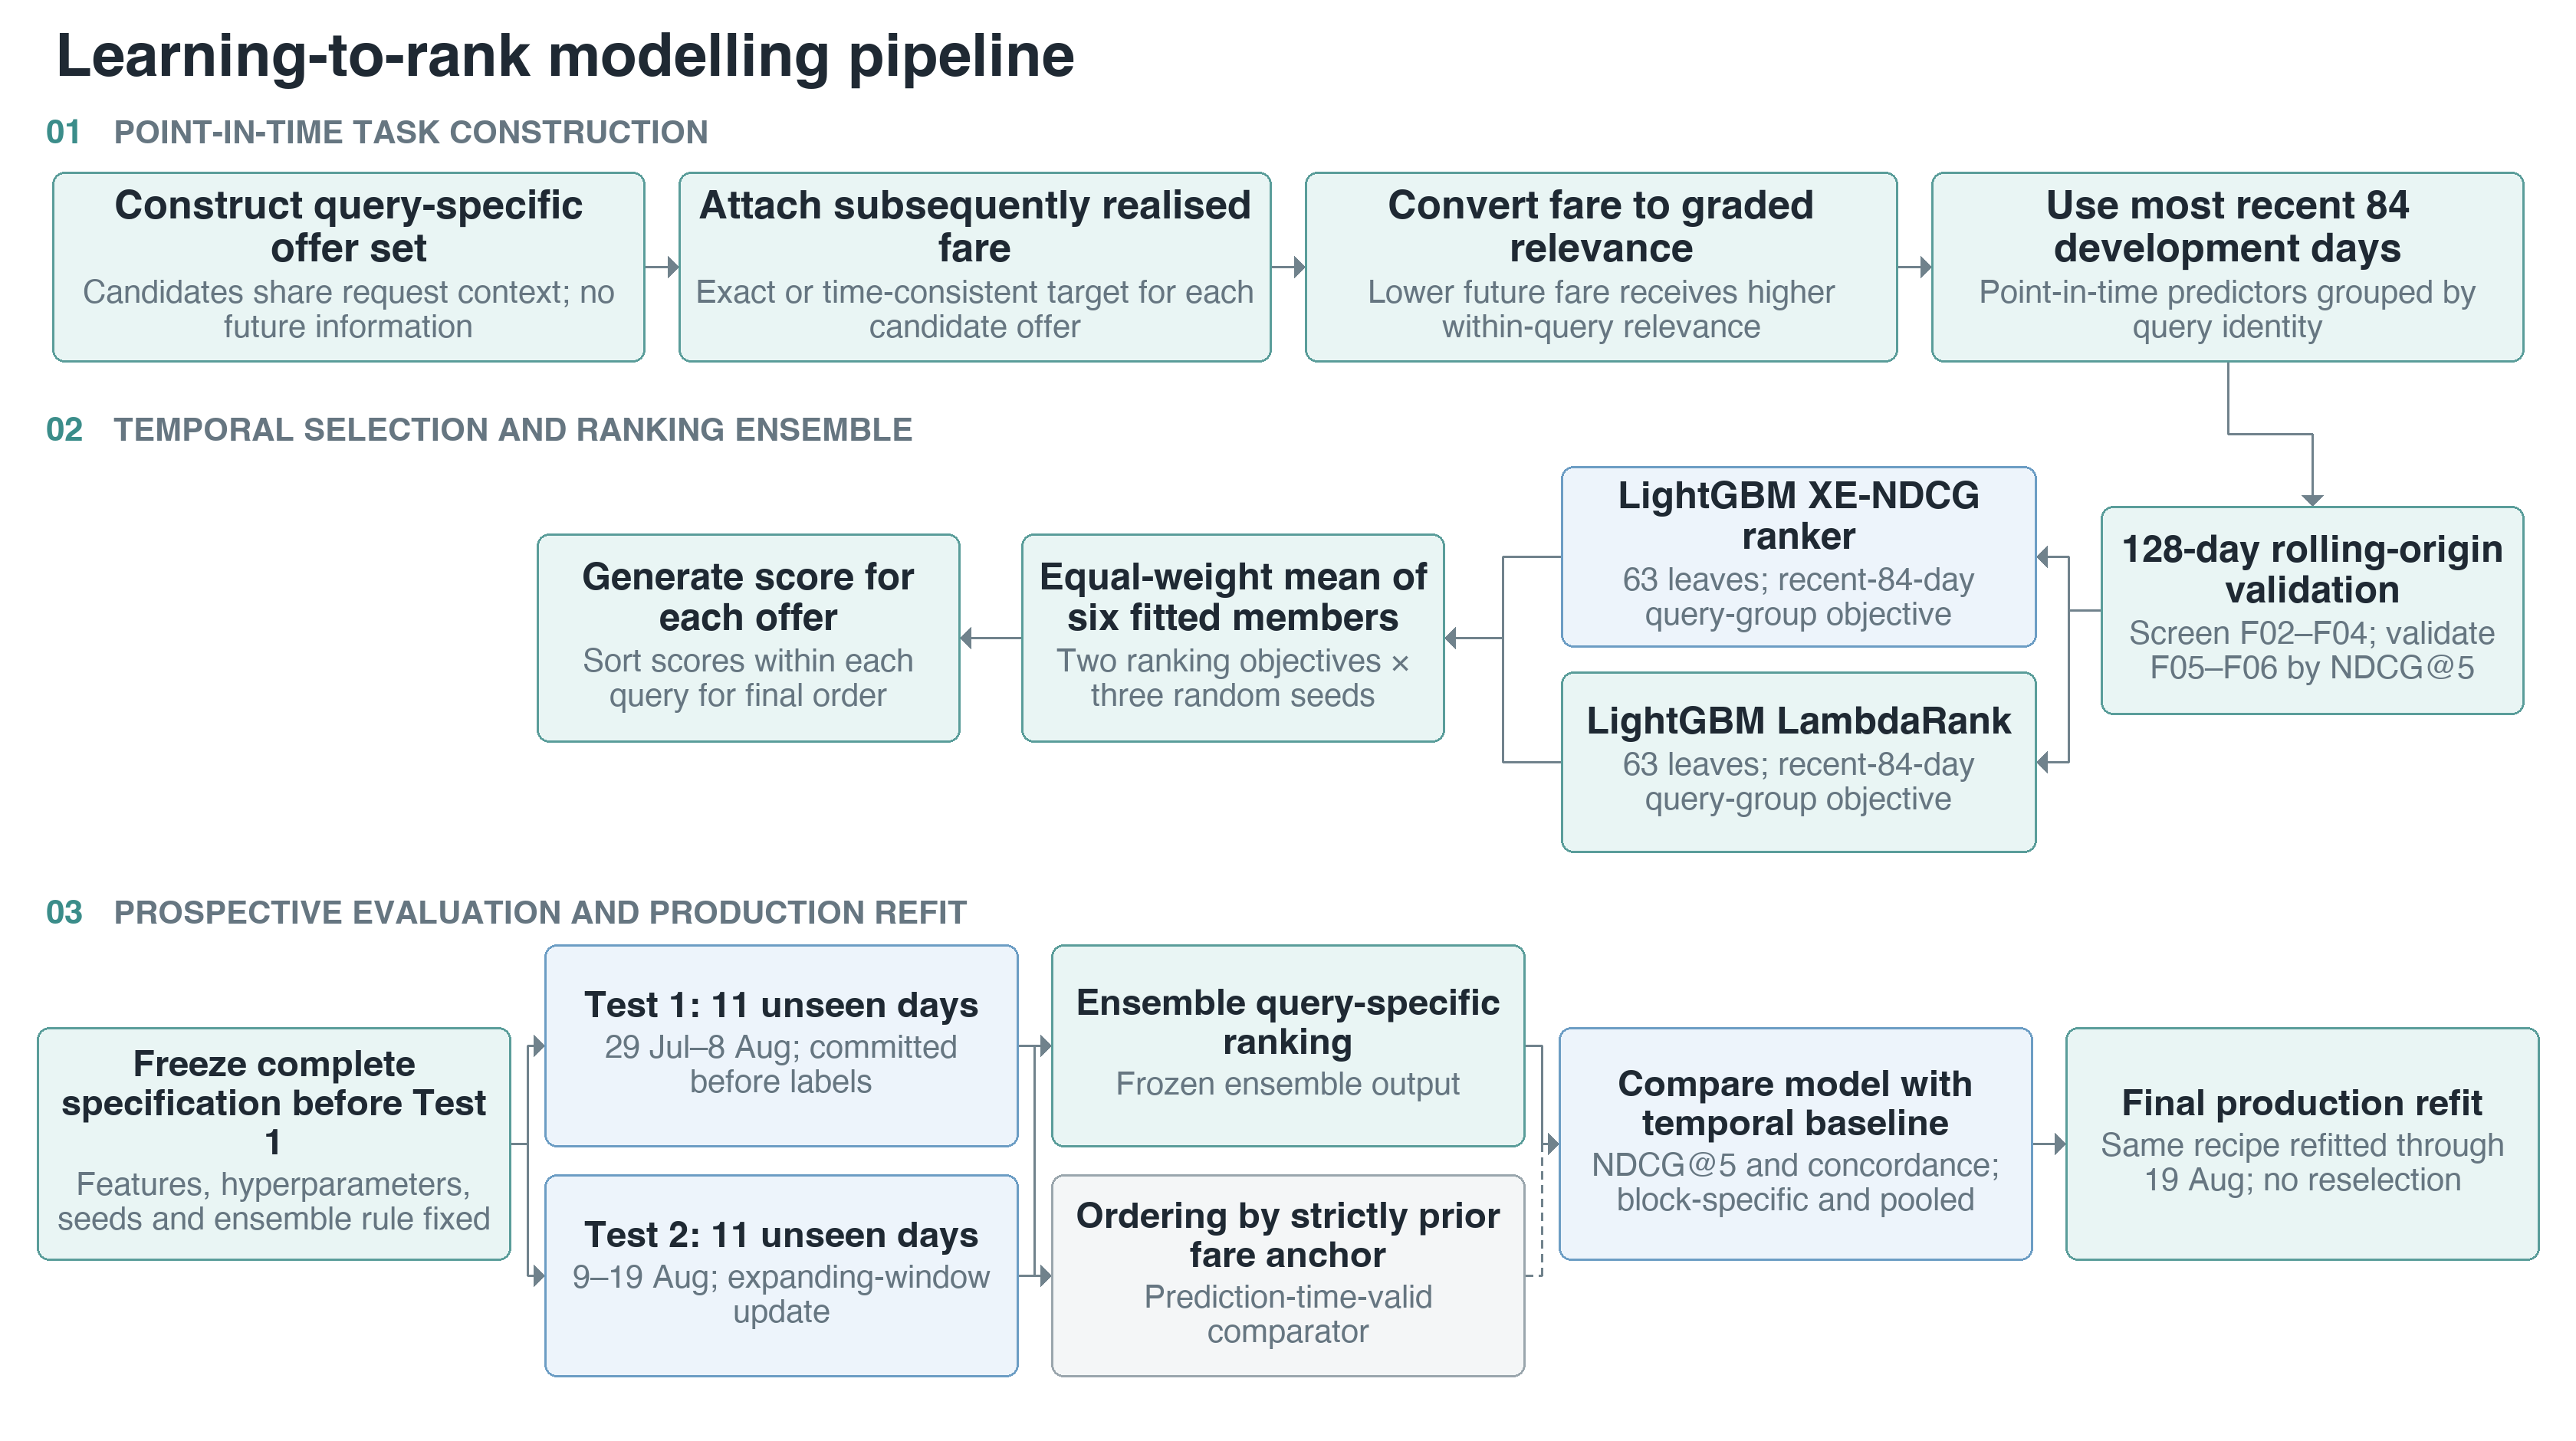 Learning-to-rank modelling pipeline
01 POINT-IN-TIME TASK CONSTRUCTION
Construct query-specific
offer set
Candidates share request context; no
future information
Attach subsequently realised
fare
Exact or time-consistent target for each
candidate offer
Convert fare to graded
relevance
Lower future fare receives higher
within-query relevance
Use most recent 84
development days
Point-in-time predictors grouped by
query identity
02 TEMPORAL SELECTION AND RANKING ENSEMBLE
128-day rolling-origin
validation
Screen F02–F04; validate
F05–F06 by NDCG@5
LightGBM XE-NDCG
ranker
63 leaves; recent-84-day
query-group objective
LightGBM LambdaRank
63 leaves; recent-84-day
query-group objective
Equal-weight mean of
six fitted members
Two ranking objectives ×
three random seeds
Generate score for
each offer
Sort scores within each
query for final order
03 PROSPECTIVE EVALUATION AND PRODUCTION REFIT
Freeze complete
specification before Test
1
Features, hyperparameters,
seeds and ensemble rule fixed
Test 1: 11 unseen days
29 Jul–8 Aug; committed
before labels
Test 2: 11 unseen days
9–19 Aug; expanding-window
update
Ensemble query-specific
ranking
Frozen ensemble output
Ordering by strictly prior
fare anchor
Prediction-time-valid
comparator
Compare model with
temporal baseline
NDCG@5 and concordance;
block-specific and pooled
Final production refit
Same recipe refitted through
19 Aug; no reselection